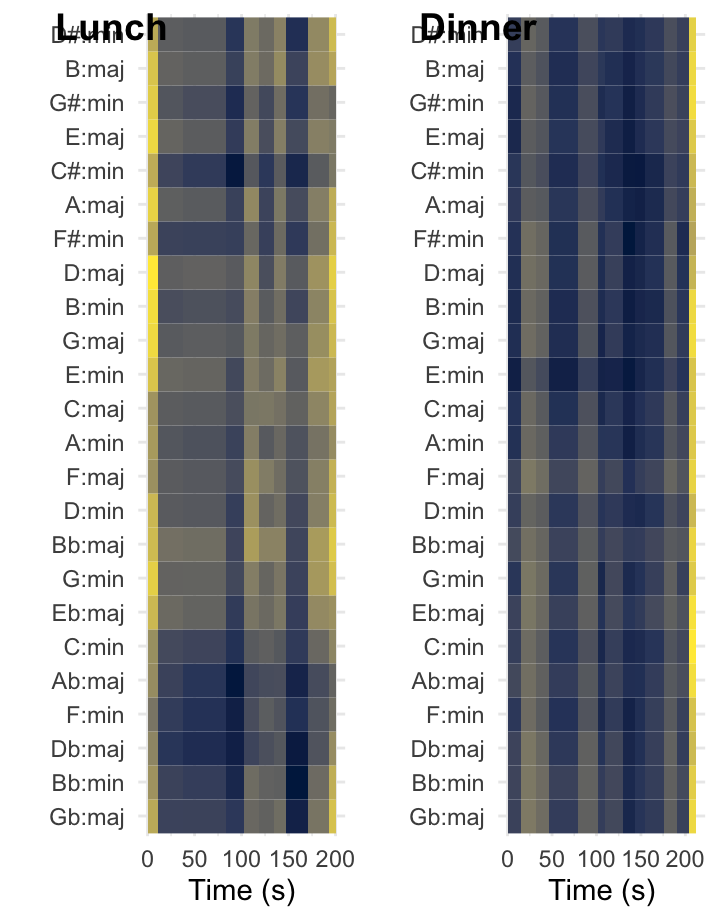 Lunch
D#:min
B:maj
G#:min
E:maj
C#:min
A:maj
F#:min
D:maj
B:min
G:maj
E:min
C:maj
A:min
F:maj
D:min
Bb:maj
G:min
Eb:maj
C:min
Ab:maj
F:min
Db:maj
Bb:min
Gb:maj
0 50 100 150 200
Time (s)
Dinner
D#:min
B:maj
G#:min
E:maj
C#:min
A:maj
F#:min
D:maj
B:min
G:maj
E:min
C:maj
A:min
F:maj
D:min
Bb:maj
G:min
Eb:maj
C:min
Ab:maj
F:min
Db:maj
Bb:min
Gb:maj
0 50 100 150 200
Time (s)